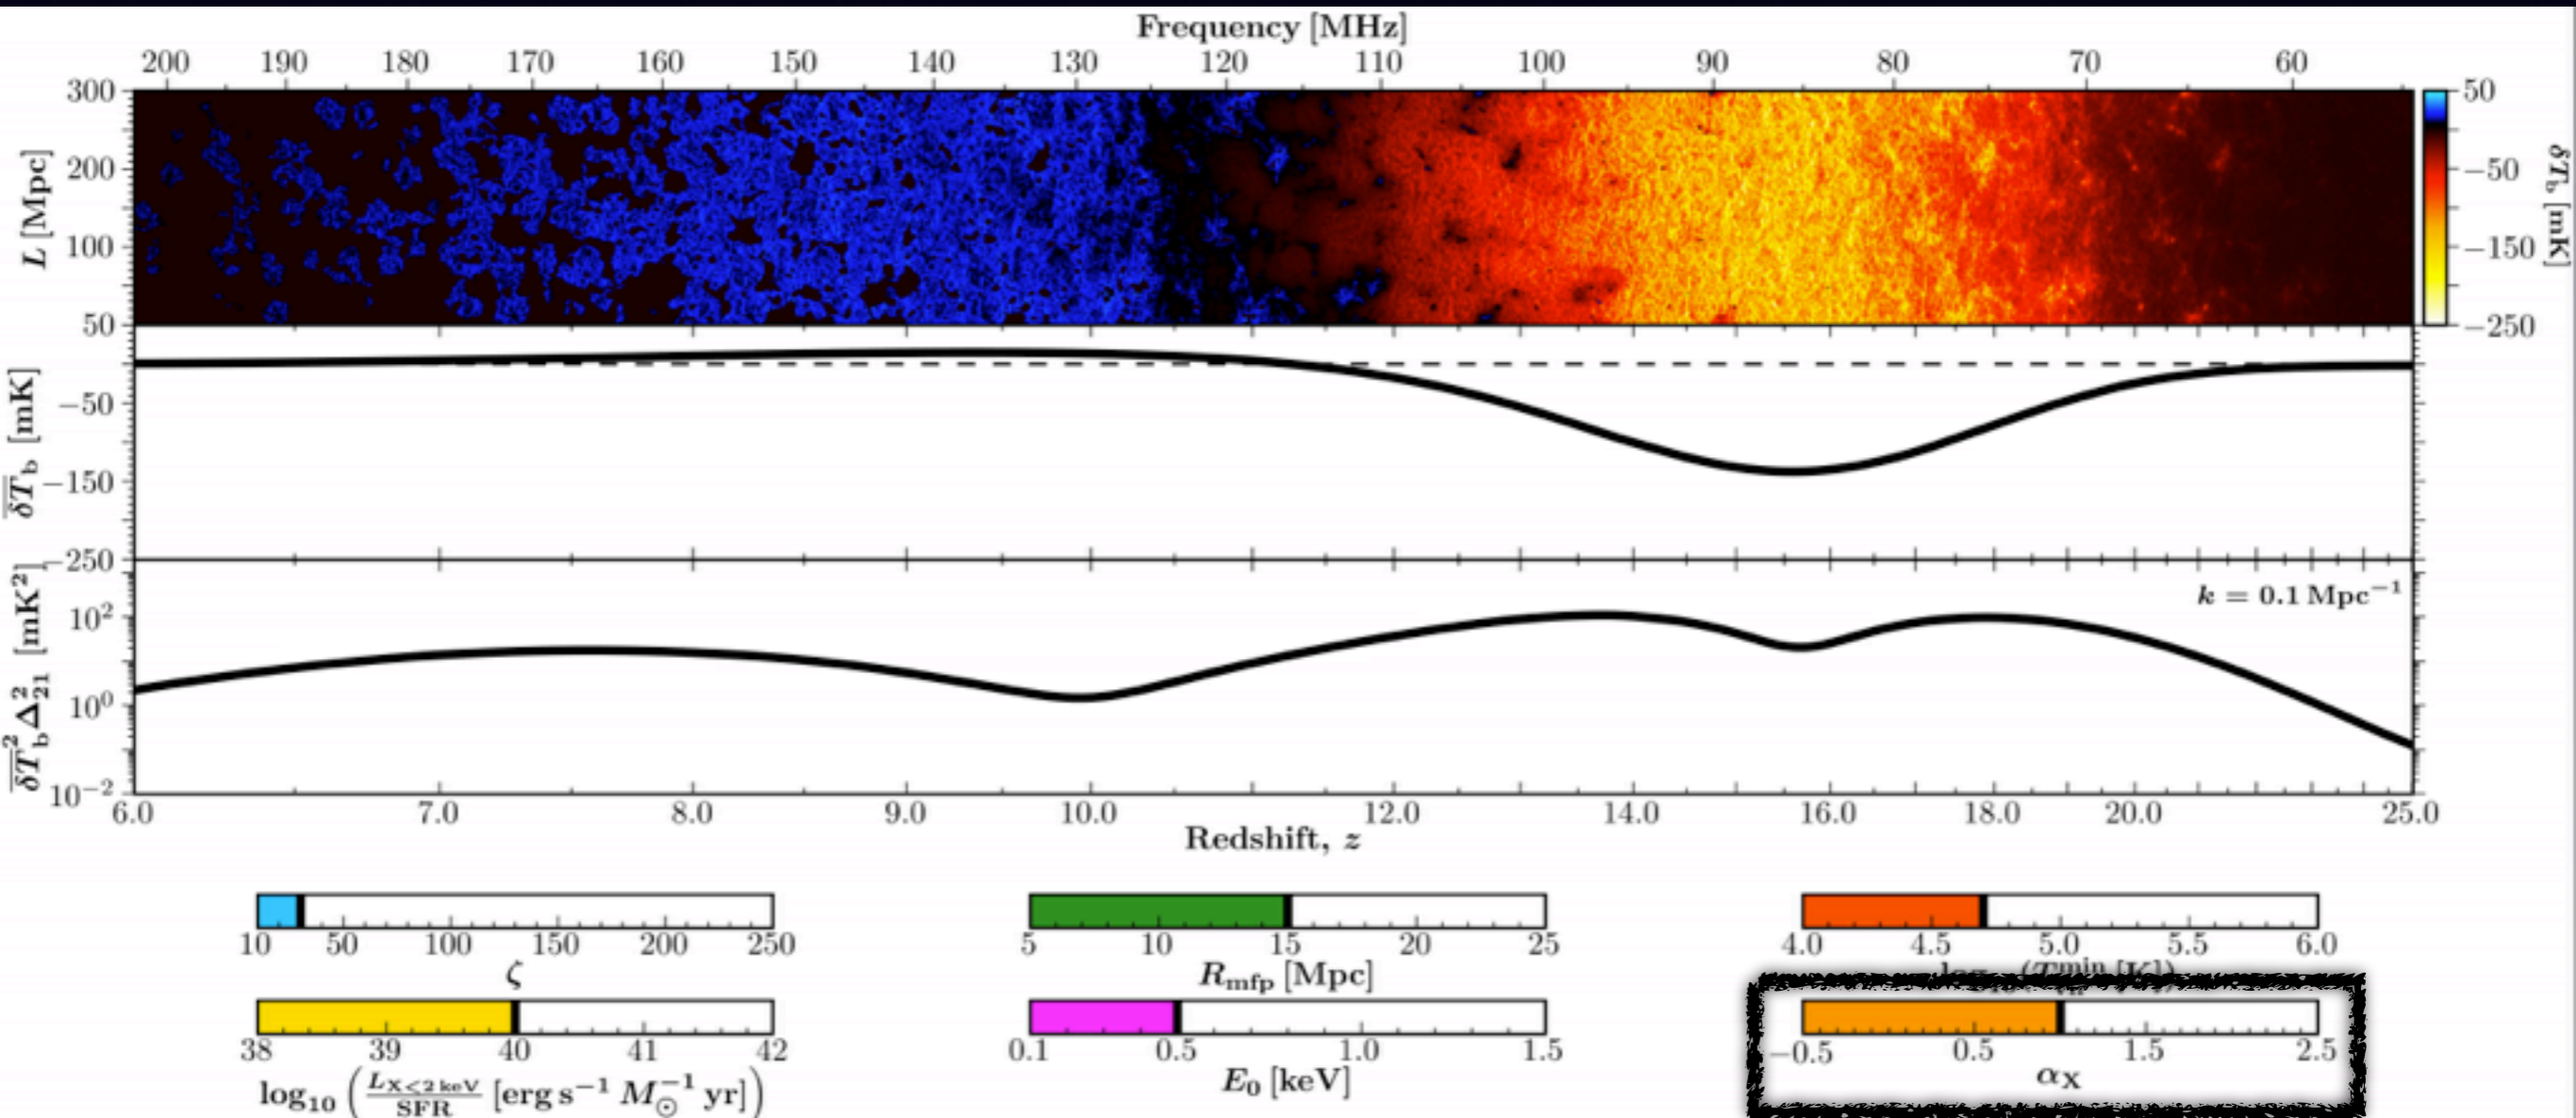 Frequency [MHz]
200 190 180 170 160 150 140 130 120 110 100 90 80 70 60
300
200
100
50
L [Mpc]
50
−50
−150
−250
δT_b [mK]
−50
−150
−250
δT̅_b [mK]
k = 0.1 Mpc⁻¹
10²
10⁰
10⁻²
δT̅_b² Δ²₂₁ [mK²]
6.0 7.0 8.0 9.0 10.0 12.0 14.0 16.0 18.0 20.0 25.0
Redshift, z
10 50 100 150 200 250
ζ
5 10 15 20 25
R_mfp [Mpc]
4.0 4.5 5.0 5.5 6.0
38 39 40 41 42
log₁₀ (L_X<2 keV / SFR [erg s⁻¹ M_⊙⁻¹ yr])
0.1 0.5 1.0 1.5
E₀ [keV]
−0.5 0.5 1.5 2.5
α_X